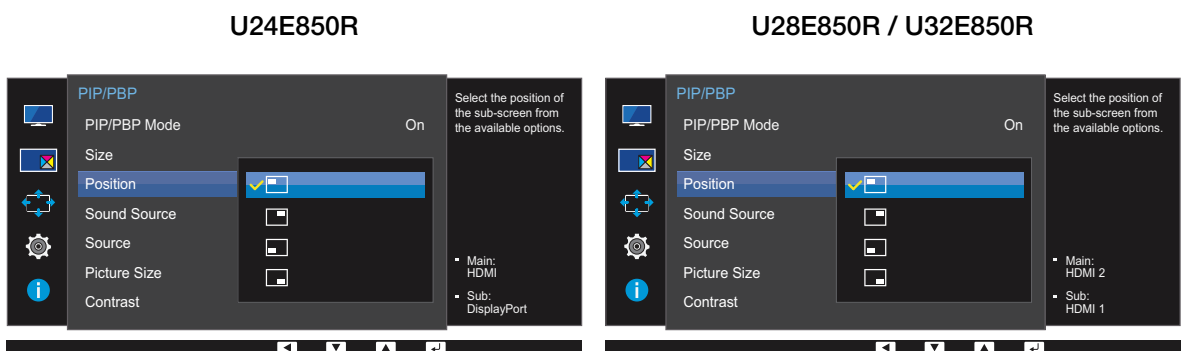 U24E850R
PIP/PBP
PIP/PBP Mode On
Size
Position
Sound Source
Source
Picture Size
Contrast
Select the position of
the sub-screen from
the available options.
Main:
HDMI
Sub:
DisplayPort
U28E850R / U32E850R
PIP/PBP
PIP/PBP Mode On
Size
Position
Sound Source
Source
Picture Size
Contrast
Select the position of
the sub-screen from
the available options.
Main:
HDMI 2
Sub:
HDMI 1